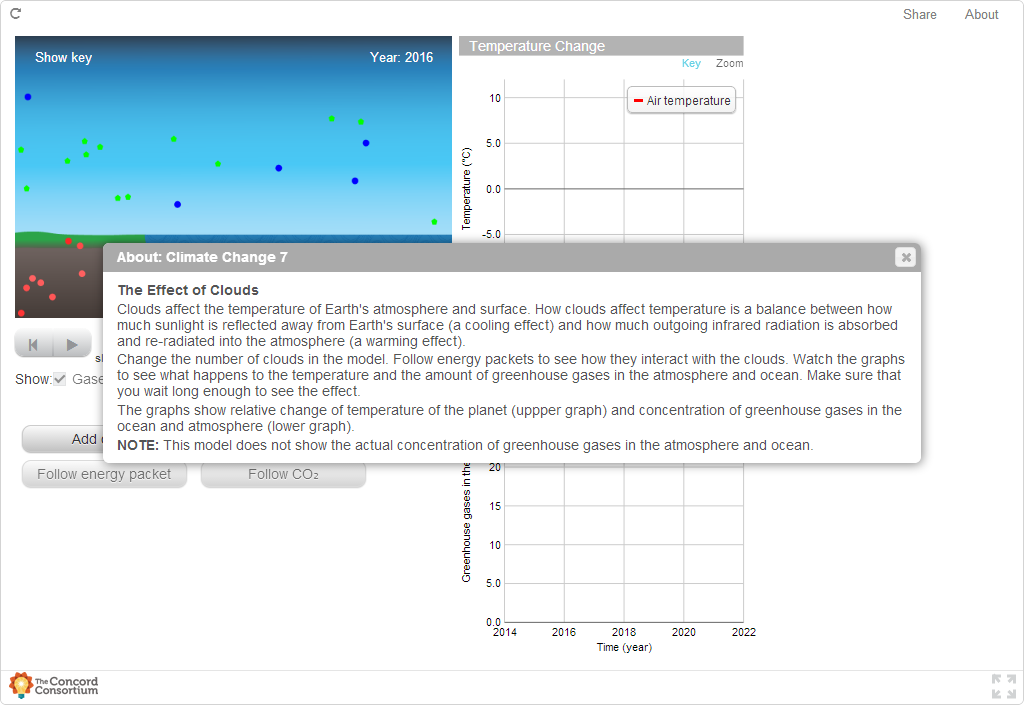 Share About
Show key Year: 2016
Temperature Change
Key Zoom
Air temperature
Temperature (°C)
10
5.0
0.0
-5.0
About: Climate Change 7
The Effect of Clouds
Clouds affect the temperature of Earth's atmosphere and surface. How clouds affect temperature is a balance between how
much sunlight is reflected away from Earth's surface (a cooling effect) and how much outgoing infrared radiation is absorbed
and re-radiated into the atmosphere (a warming effect).
Change the number of clouds in the model. Follow energy packets to see how they interact with the clouds. Watch the graphs
to see what happens to the temperature and the amount of greenhouse gases in the atmosphere and ocean. Make sure that
you wait long enough to see the effect.
The graphs show relative change of temperature of the planet (uppper graph) and concentration of greenhouse gases in the
ocean and atmosphere (lower graph).
NOTE: This model does not show the actual concentration of greenhouse gases in the atmosphere and ocean.
Show:
Add
Follow energy packet Follow CO₂
Greenhouse gases in the
20
15
10
5.0
0.0
2014 2016 2018 2020 2022
Time (year)
The Concord
Consortium